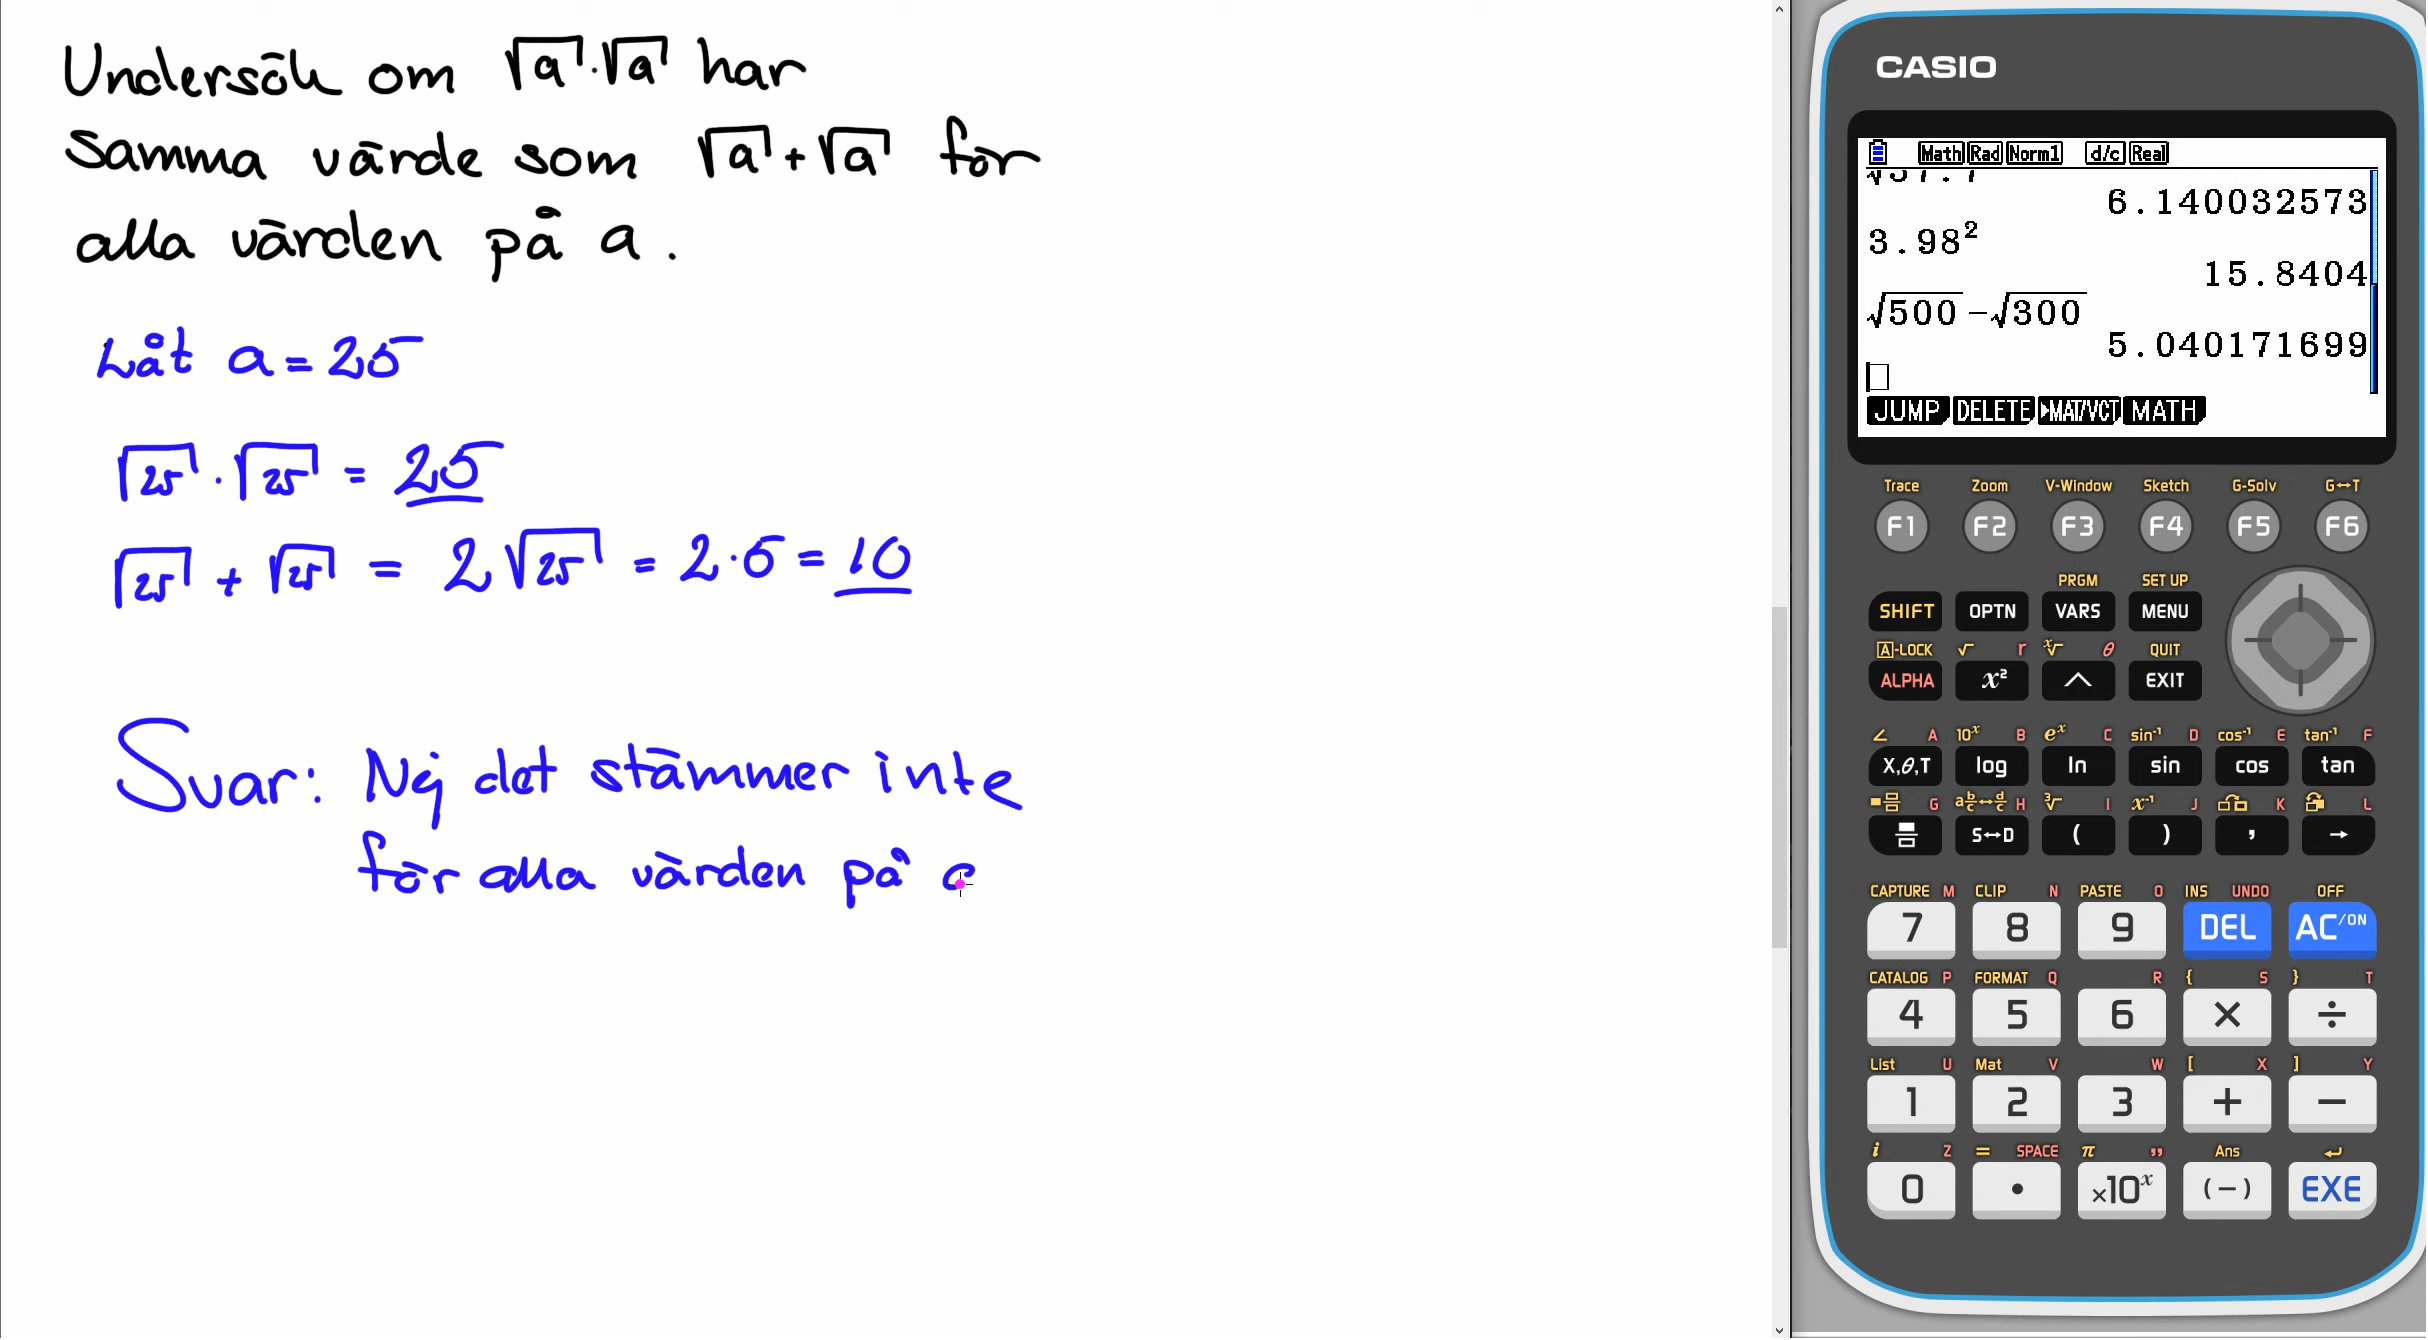 Undersök om √a · √a har
samma värde som √a + √a för
alla värden på a.
Låt a = 25
√25 · √25 = 25
√25 + √25 = 2√25 = 2·5 = 10
Svar: Nej det stämmer inte
för alla värden på
CASIO
Math Rad Norm1 d/c Real
6.140032573
3.98²
15.8404
√500 − √300
5.040171699
JUMP DELETE ▶MAT/VCT MATH
Trace Zoom V-Window Sketch G-Solv G↔T
F1 F2 F3 F4 F5 F6
PRGM SET UP
SHIFT OPTN VARS MENU
A-LOCK √ r ˣ√ θ QUIT
ALPHA x² ^ EXIT
∠ A 10ˣ B eˣ C sin⁻¹ D cos⁻¹ E tan⁻¹ F
X,θ,T log ln sin cos tan
G a b/c↔d/c H ³√ I x⁻¹ J K L
S↔D ( ) , →
CAPTURE M CLIP N PASTE O INS UNDO OFF
7 8 9 DEL AC/ON
CATALOG P FORMAT Q R { S } T
4 5 6 × ÷
List U Mat V W [ X ] Y
1 2 3 + −
i Z = SPACE π " Ans ↵
0 . ×10ˣ (−) EXE